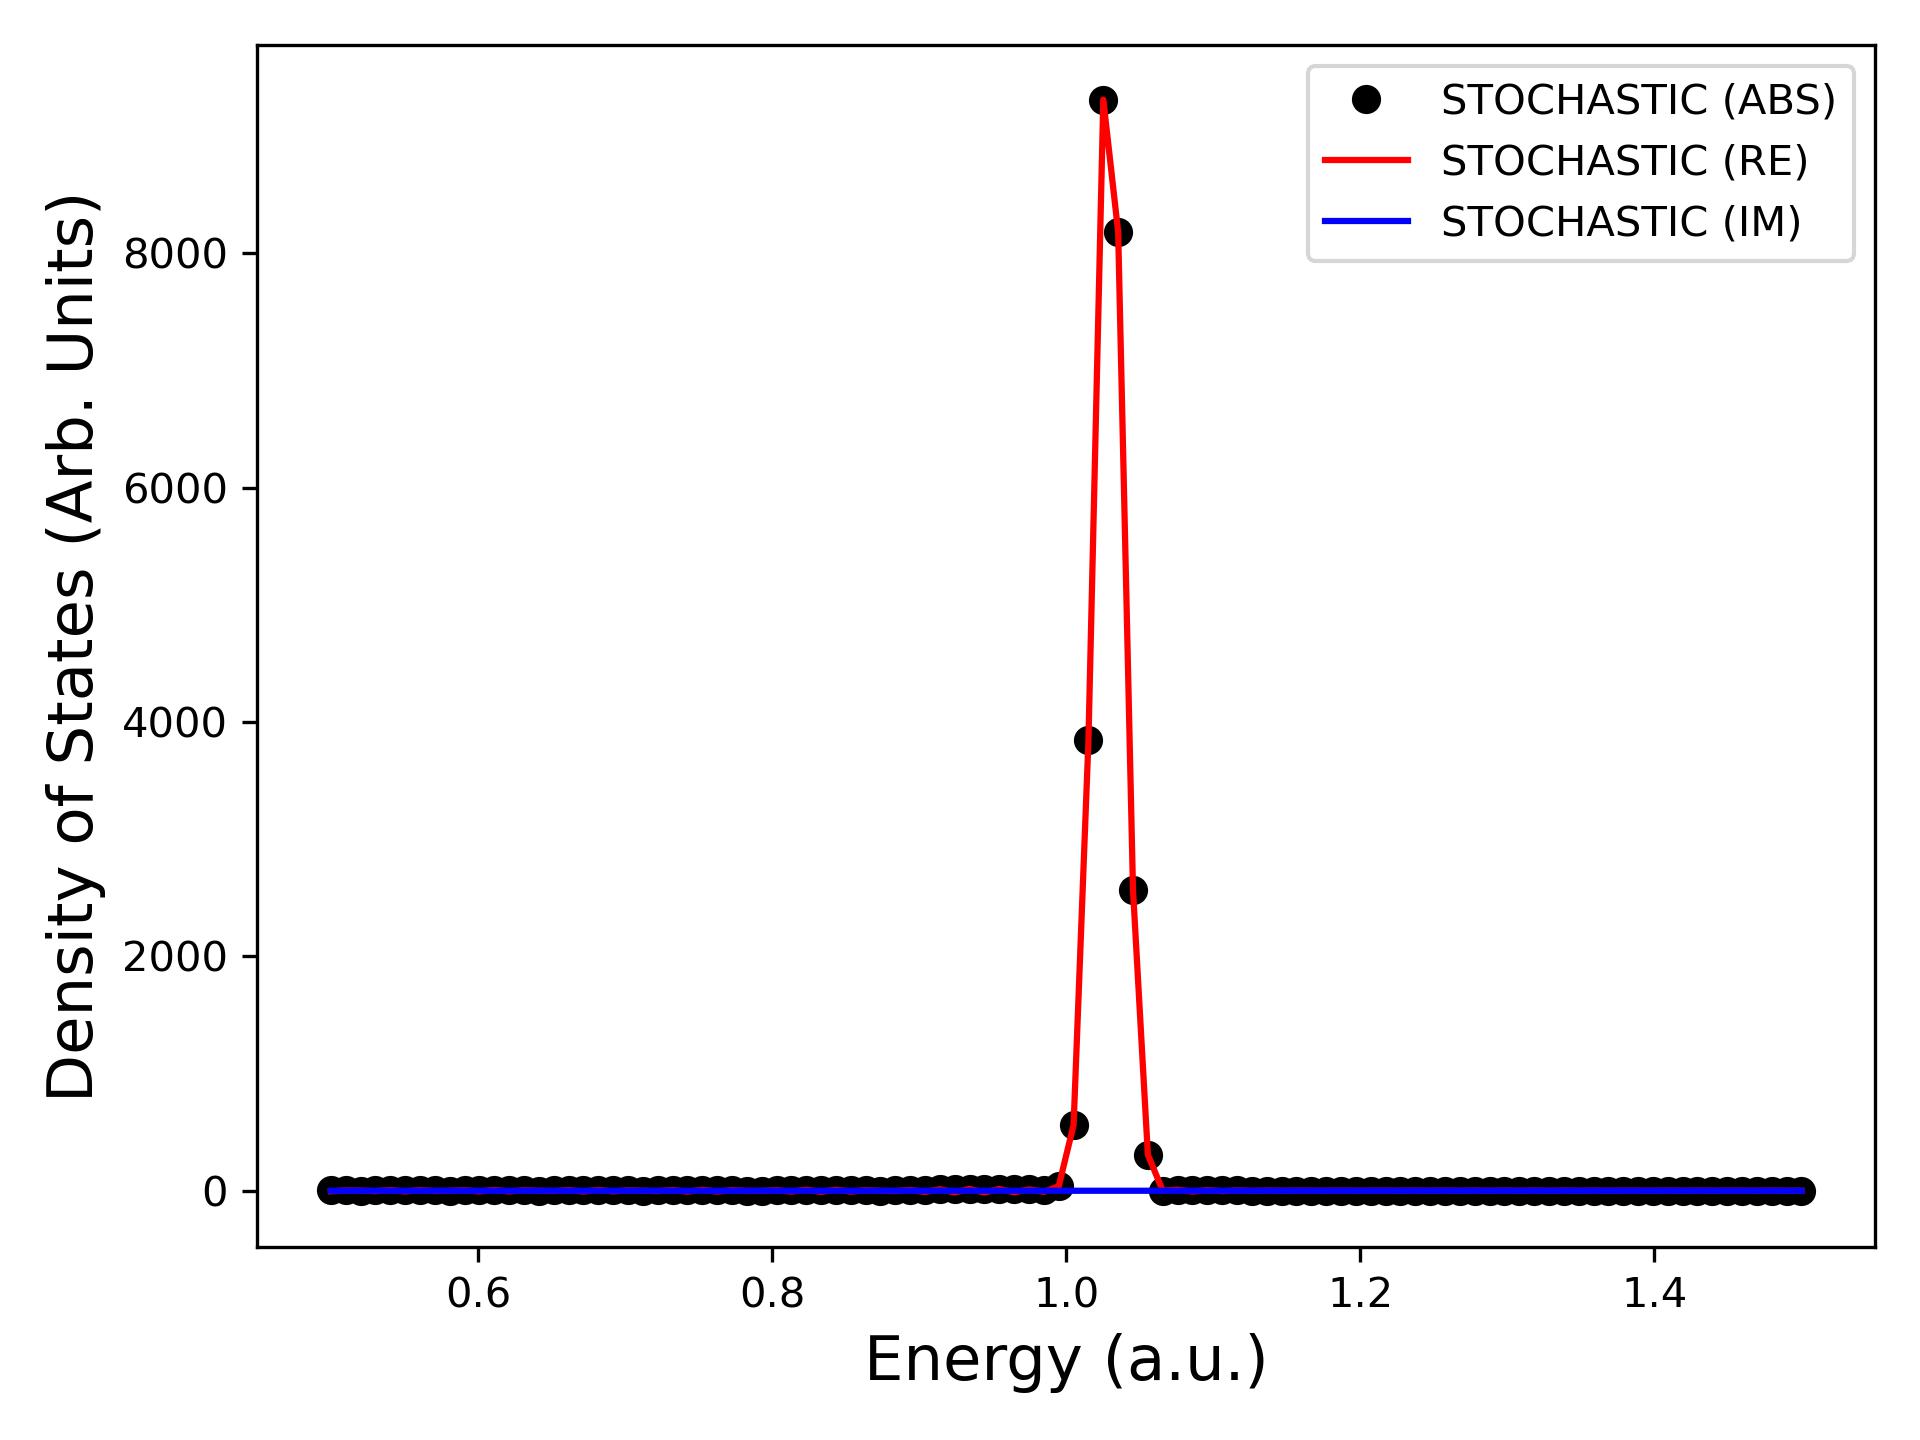 STOCHASTIC (ABS)
STOCHASTIC (RE)
STOCHASTIC (IM)
Density of States (Arb. Units)
8000
6000
4000
2000
0
0.6
0.8
1.0
1.2
1.4
Energy (a.u.)